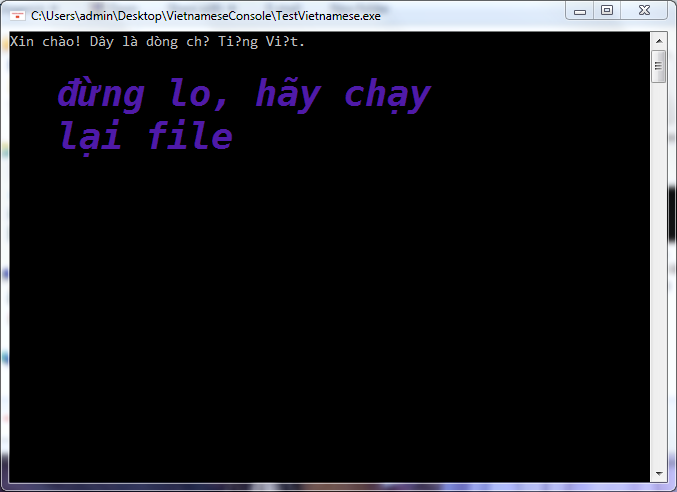 C:\Users\admin\Desktop\VietnameseConsole\TestVietnamese.exe
Xin chào! Dây là dòng ch? Ti?ng Vi?t.
đừng lo, hãy chạy
lại file